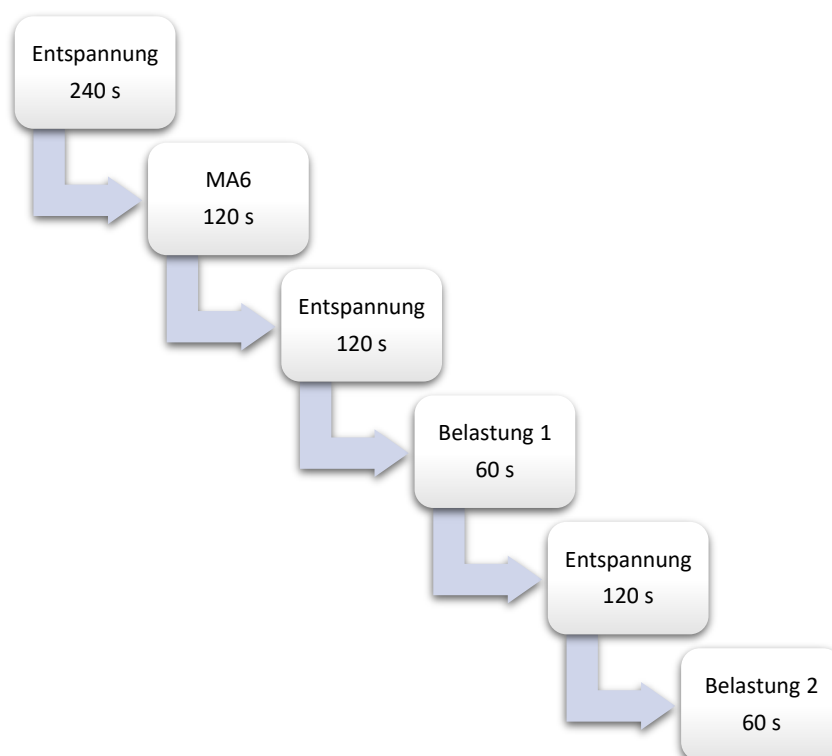 Entspannung
240 s
MA6
120 s
Entspannung
120 s
Belastung 1
60 s
Entspannung
120 s
Belastung 2
60 s